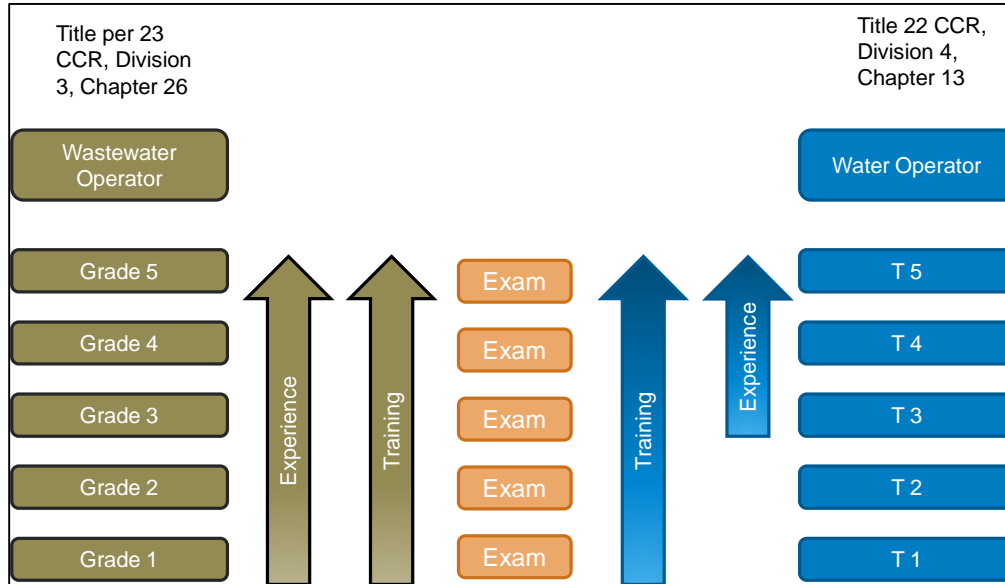 Title per 23
CCR, Division
3, Chapter 26
Title 22 CCR,
Division 4,
Chapter 13
Wastewater
Operator
Water Operator
Grade 5
Exam
T 5
Grade 4
Exam
T 4
Grade 3
Exam
T 3
Grade 2
Exam
T 2
Grade 1
Exam
T 1
Experience
Training
Training
Experience